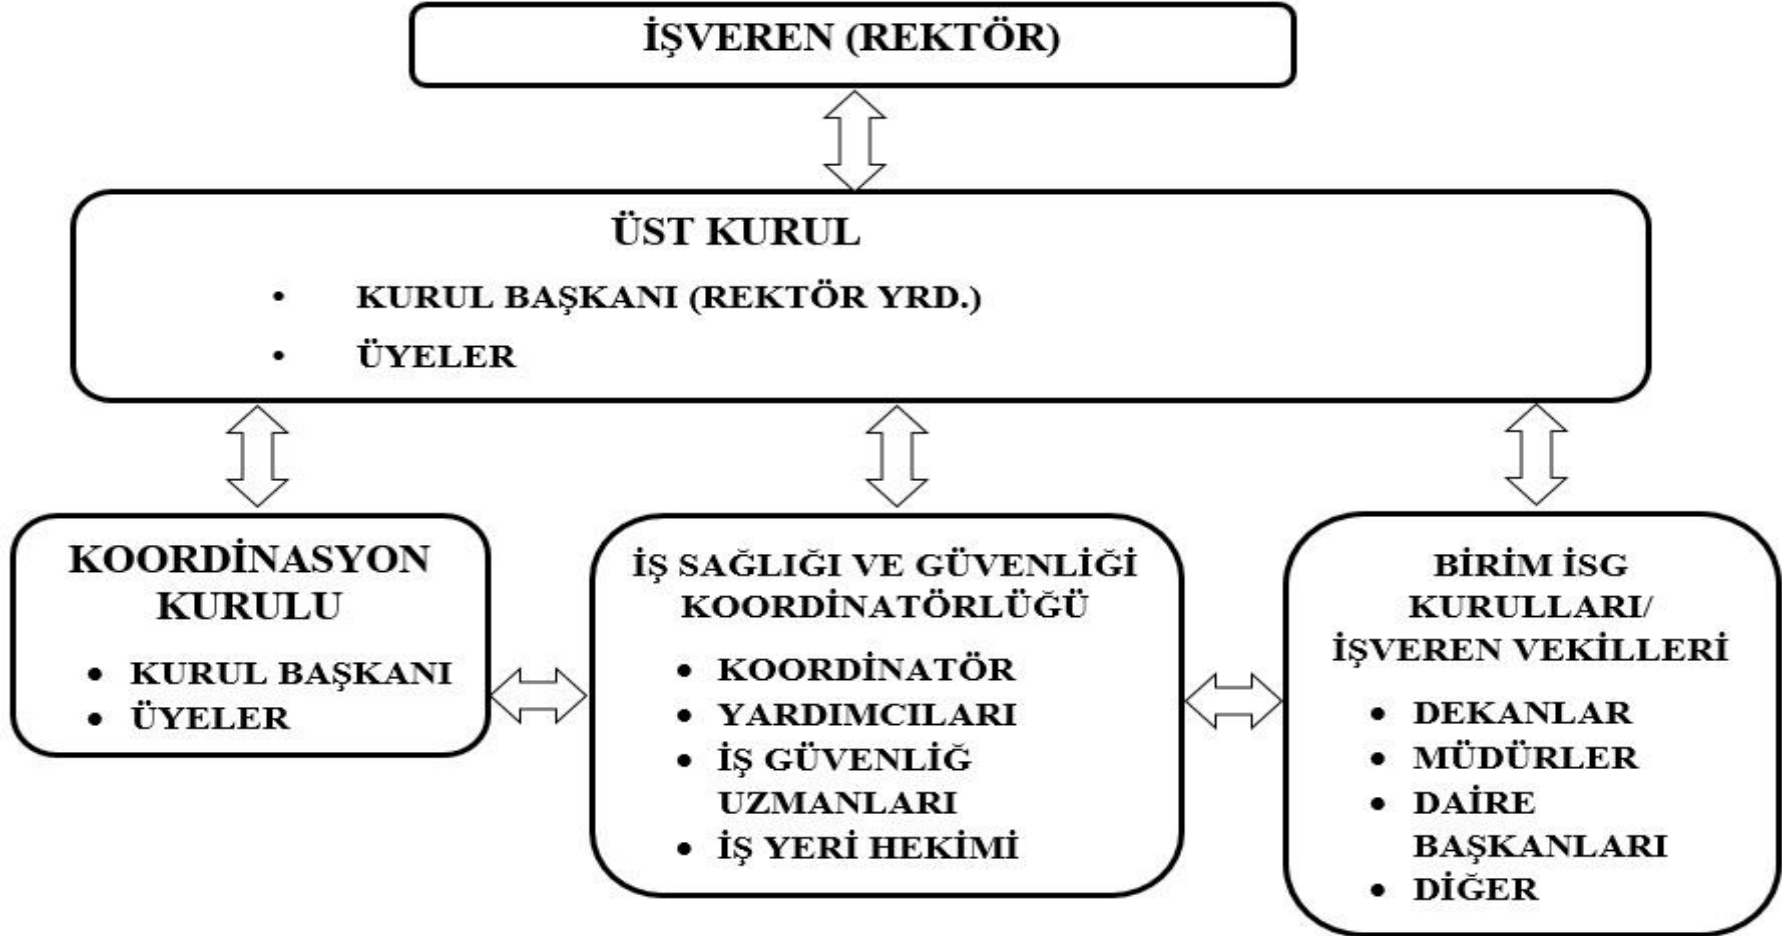 İŞVEREN (REKTÖR)
ÜST KURUL
• KURUL BAŞKANI (REKTÖR YRD.)
• ÜYELER
KOORDİNASYON
KURULU
• KURUL BAŞKANI
• ÜYELER
İŞ SAĞLIĞI VE GÜVENLİĞİ
KOORDİNATÖRLÜĞÜ
• KOORDİNATÖR
• YARDIMCILARI
• İŞ GÜVENLİĞ
UZMANLARI
• İŞ YERİ HEKİMİ
BİRİM İSG
KURULLARI/
İŞVEREN VEKİLLERİ
• DEKANLAR
• MÜDÜRLER
• DAİRE
BAŞKANLARI
• DİĞER